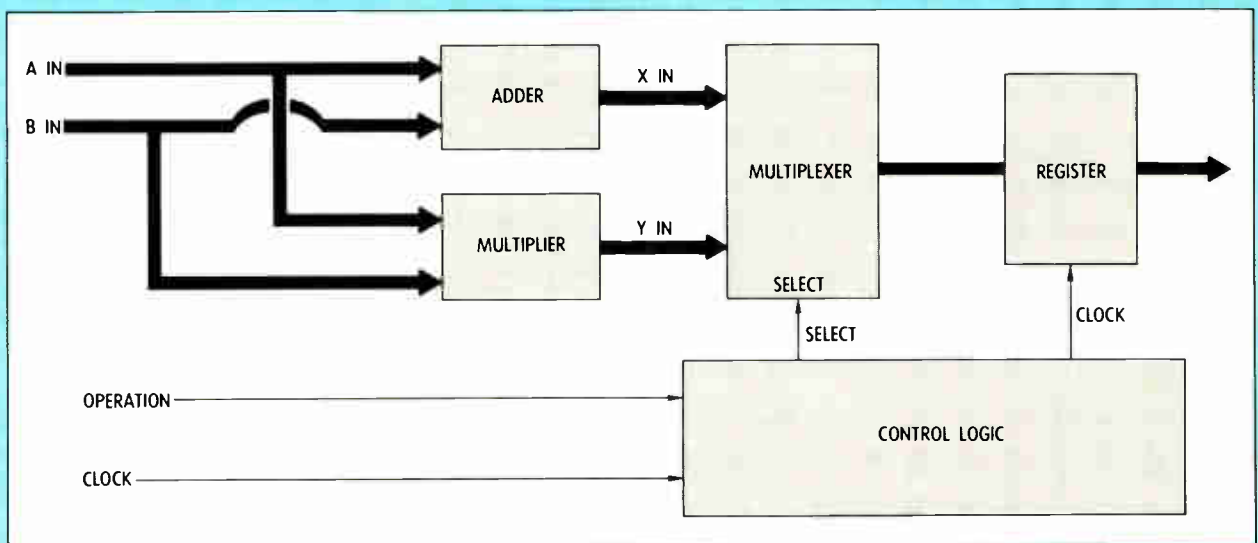 A IN
B IN
ADDER
X IN
MULTIPLIER
Y IN
MULTIPLEXER
SELECT
REGISTER
SELECT
CLOCK
OPERATION
CLOCK
CONTROL LOGIC